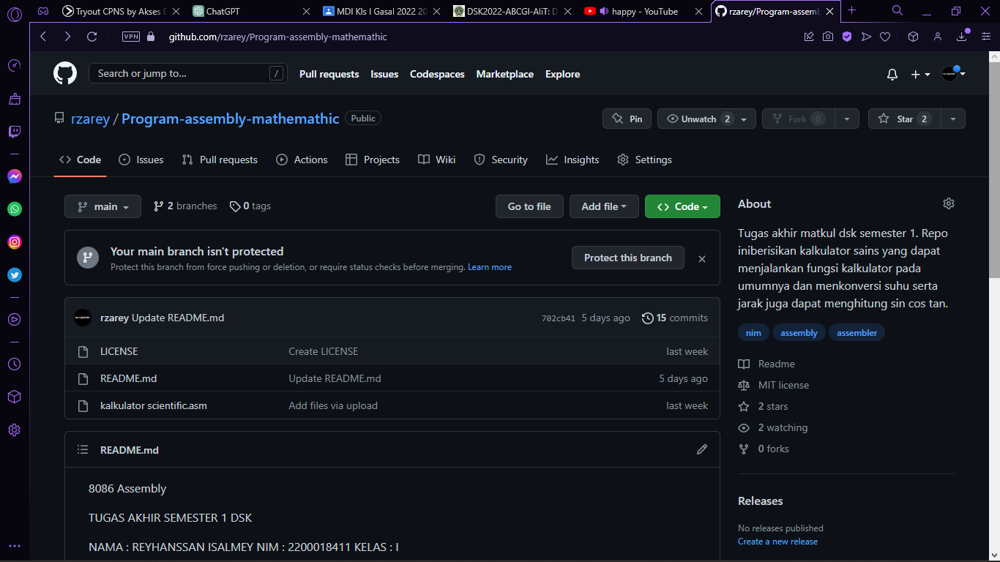 Tryout CPNS by Akses E
ChatGPT
MDI Kls I Gasal 2022 20
DSK2022-ABCGI-AliT: D
happy - YouTube
rzarey/Program-assemb
VPN
github.com/rzarey/Program-assembly-mathemathic
Search or jump to...
/
Pull requests
Issues
Codespaces
Marketplace
Explore
rzarey / Program-assembly-mathemathic
Public
Pin
Unwatch 2
Fork 0
Star 2
Code
Issues
Pull requests
Actions
Projects
Wiki
Security
Insights
Settings
main
2 branches
0 tags
Go to file
Add file
Code
Your main branch isn't protected
Protect this branch from force pushing or deletion, or require status checks before merging. Learn more
Protect this branch
rzarey Update README.md
702cb41 5 days ago
15 commits
LICENSE Create LICENSE last week
README.md Update README.md 5 days ago
kalkulator scientific.asm Add files via upload last week
README.md
8086 Assembly
TUGAS AKHIR SEMESTER 1 DSK
NAMA : REYHANSSAN ISALMEY NIM : 2200018411 KELAS : I
About
Tugas akhir matkul dsk semester 1. Repo
iniberisikan kalkulator sains yang dapat
menjalankan fungsi kalkulator pada
umumnya dan menkonversi suhu serta
jarak juga dapat menghitung sin cos tan.
nim assembly assembler
Readme
MIT license
2 stars
2 watching
0 forks
Releases
No releases published
Create a new release